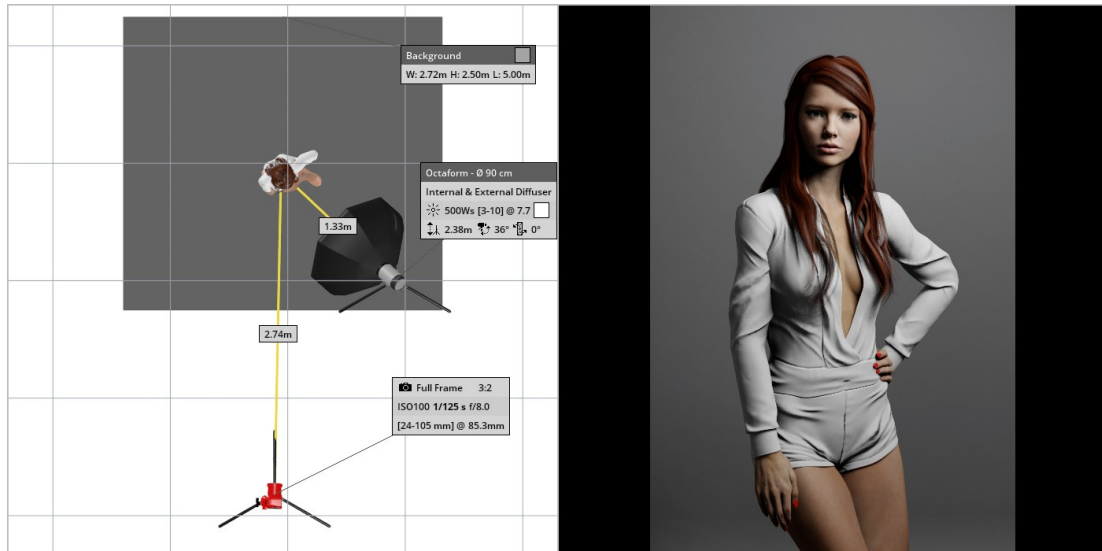 Background
W: 2.72m H: 2.50m L: 5.00m
Octaform - Ø 90 cm
Internal & External Diffuser
500Ws [3-10] @ 7.7
2.38m 36° 0°
1.33m
2.74m
Full Frame 3:2
ISO100 1/125 s f/8.0
[24-105 mm] @ 85.3mm